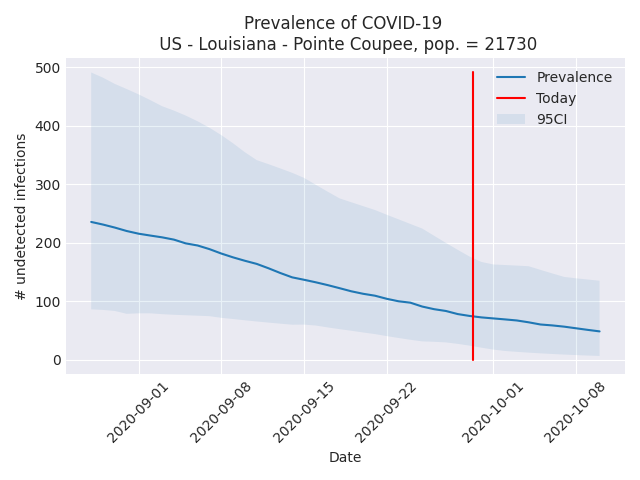 Prevalence of COVID-19
US - Louisiana - Pointe Coupee, pop. = 21730
500
400
300
200
100
0
# undetected infections
Prevalence
Today
95CI
2020-09-01
2020-09-08
2020-09-15
2020-09-22
2020-10-01
2020-10-08
Date